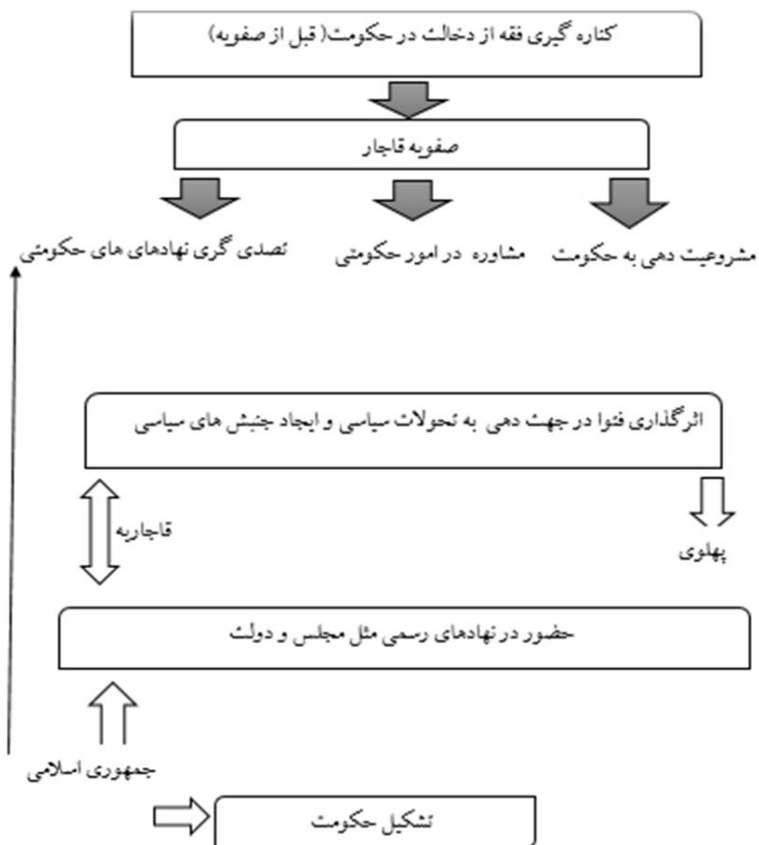 کناره گیری فقه از دخالت در حکومت( قبل از صفویه)
صفویه قاجار
مشروعیت دهی به حکومت
مشاوره در امور حکومتی
تصدی گری نهادهای های حکومتی
اثرگذاری فتوا در جهت دهی به تحولات سیاسی و ایجاد جنبش های سیاسی
قاجاریه
پهلوی
حضور در نهادهای رسمی مثل مجلس و دولت
جمهوری اسلامی
تشکیل حکومت